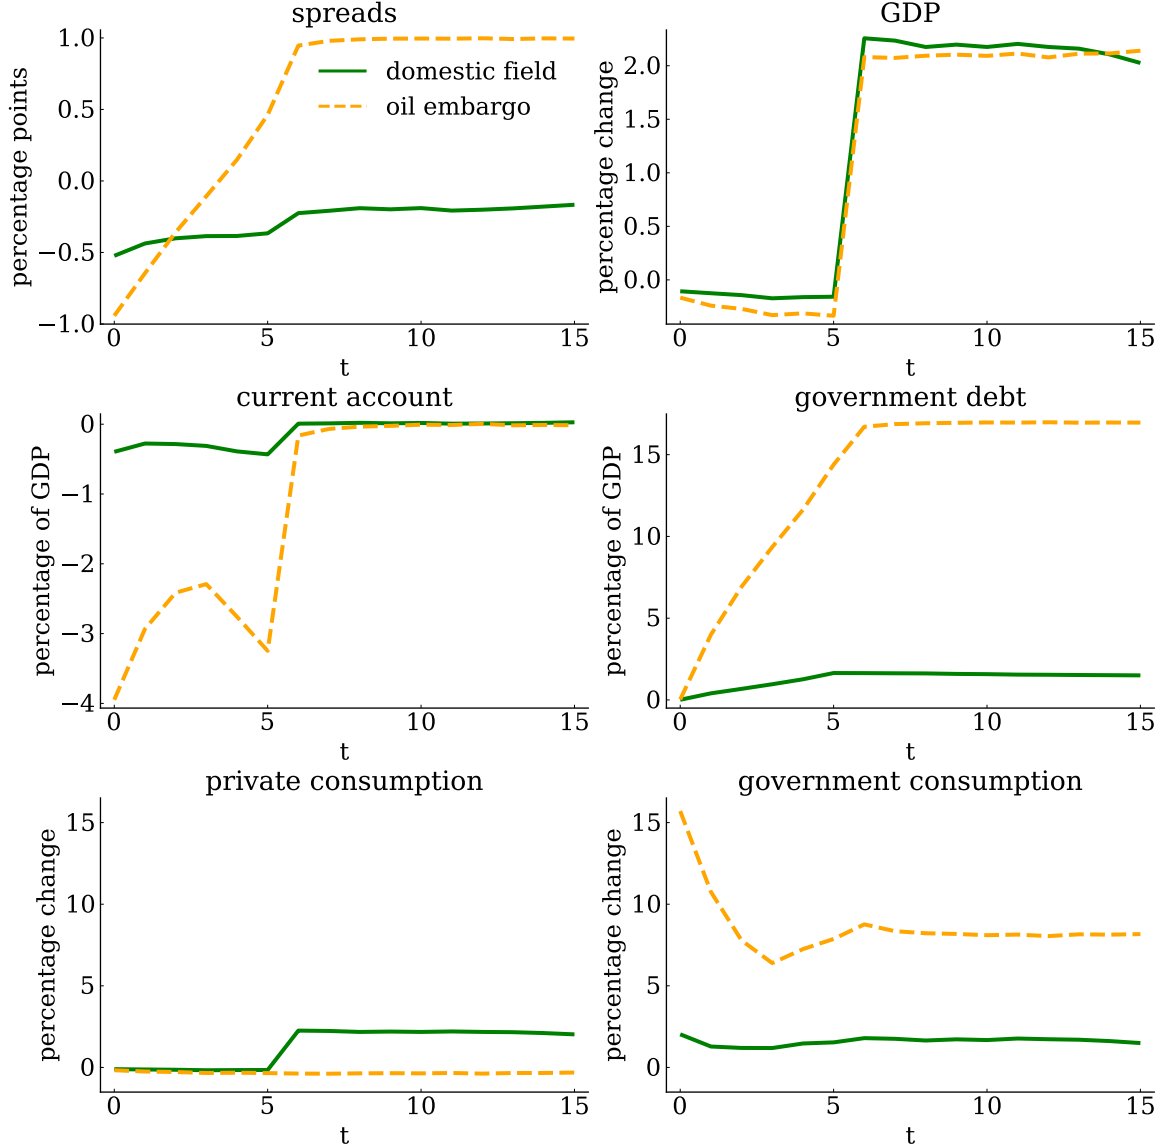 spreads
percentage points
1.0
0.5
0.0
−0.5
−1.0
domestic field
oil embargo
0 5 10 15
t
GDP
percentage change
2.0
1.5
1.0
0.5
0.0
0 5 10 15
t
current account
percentage of GDP
0
−1
−2
−3
−4
0 5 10 15
t
government debt
percentage of GDP
15
10
5
0
0 5 10 15
t
private consumption
percentage change
15
10
5
0
0 5 10 15
t
government consumption
percentage change
15
10
5
0
0 5 10 15
t